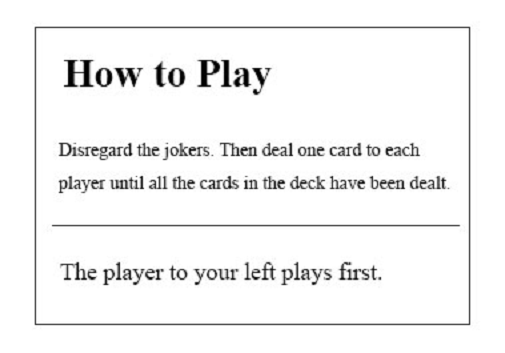 How to Play
Disregard the jokers. Then deal one card to each
player until all the cards in the deck have been dealt.
The player to your left plays first.